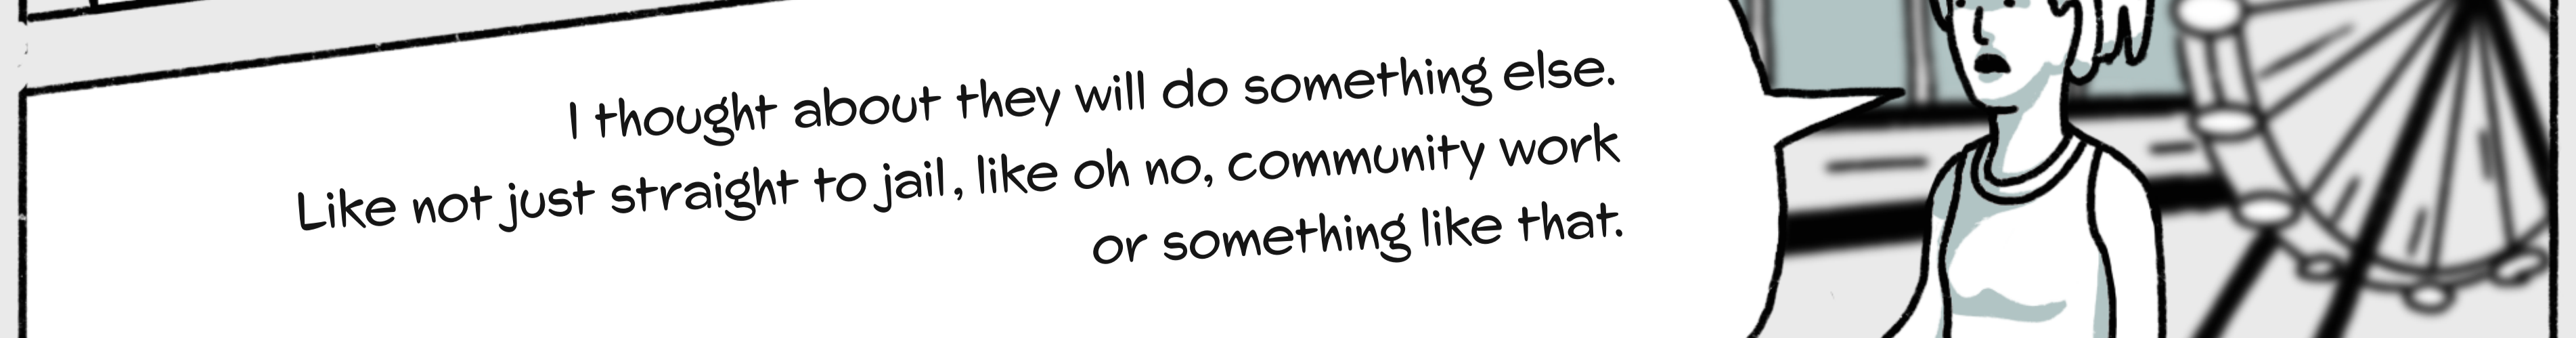 I thought about they will do something else.
Like not just straight to jail, like oh no, community work
or something like that.